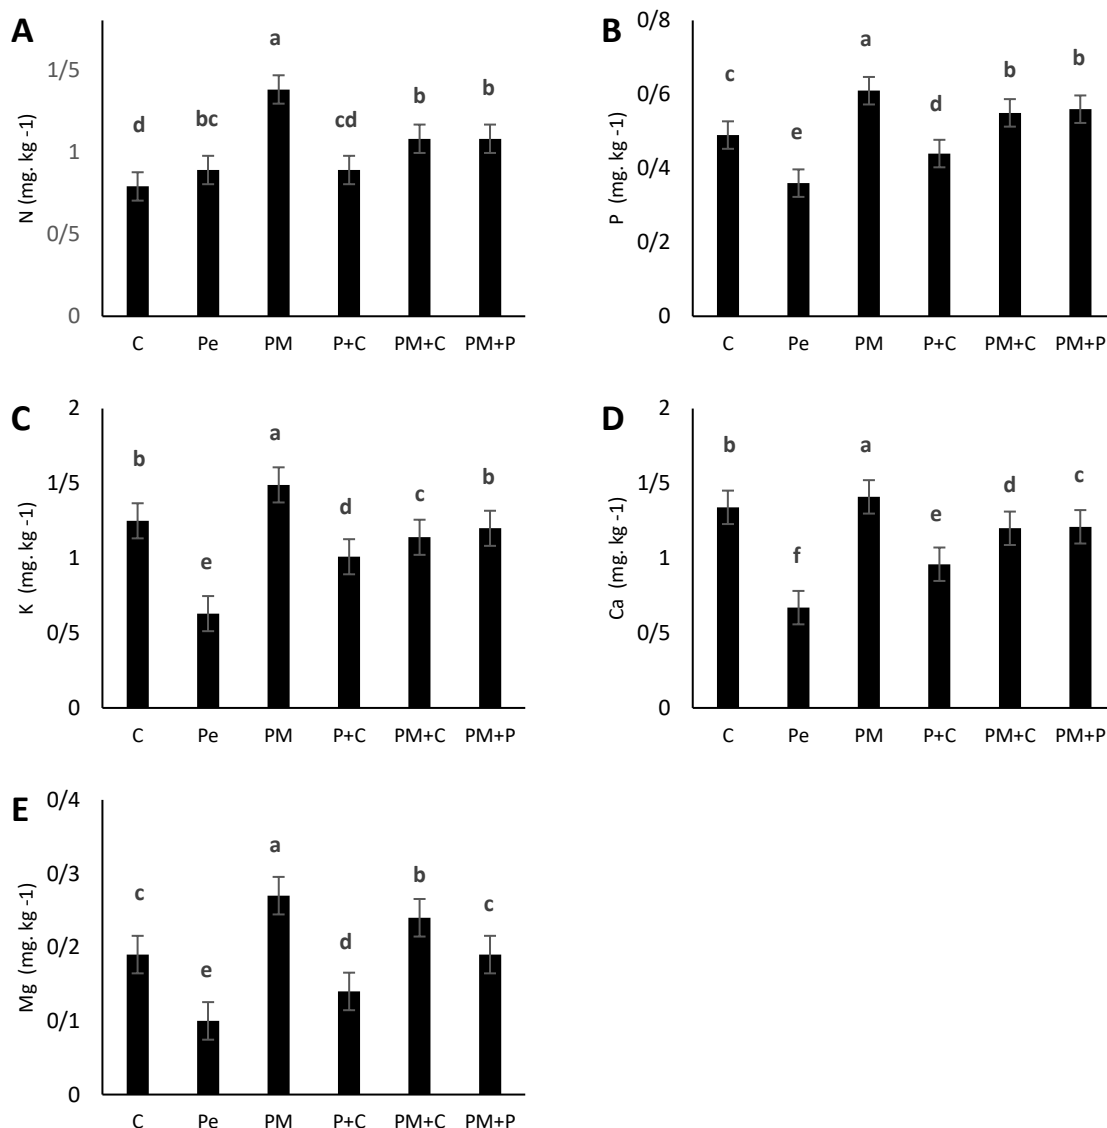 A
N (mg. kg -1)
1/5
1
0/5
0
d
bc
a
cd
b
b
C
Pe
PM
P+C
PM+C
PM+P
B
P (mg. kg -1)
0/8
0/6
0/4
0/2
0
c
e
a
d
b
b
C
Pe
PM
P+C
PM+C
PM+P
C
K (mg. kg -1)
2
1/5
1
0/5
0
b
e
a
d
c
b
C
Pe
PM
P+C
PM+C
PM+P
D
Ca (mg. kg -1)
2
1/5
1
0/5
0
b
f
a
e
d
c
C
Pe
PM
P+C
PM+C
PM+P
E
Mg (mg. kg -1)
0/4
0/3
0/2
0/1
0
c
e
a
d
b
c
C
Pe
PM
P+C
PM+C
PM+P